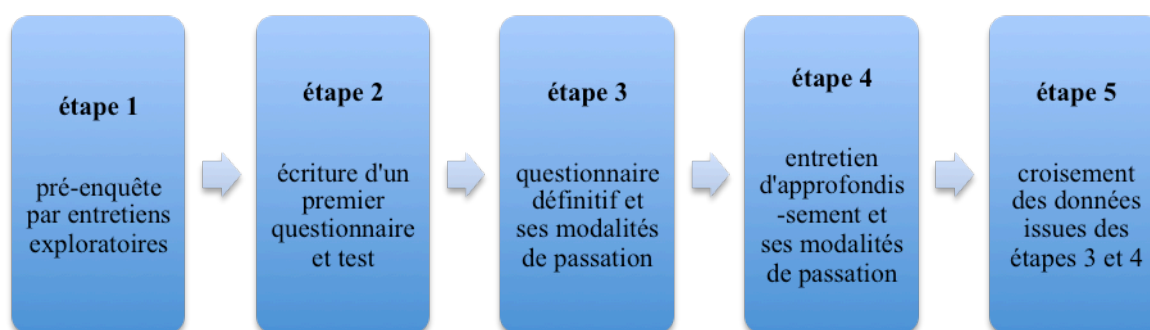 étape 1
pré-enquête
par entretiens
exploratoires
étape 2
écriture d'un
premier
questionnaire
et test
étape 3
questionnaire
définitif et
ses modalités
de passation
étape 4
entretien
d'approfondis
-sement et
ses modalités
de passation
étape 5
croisement
des données
issues des
étapes 3 et 4